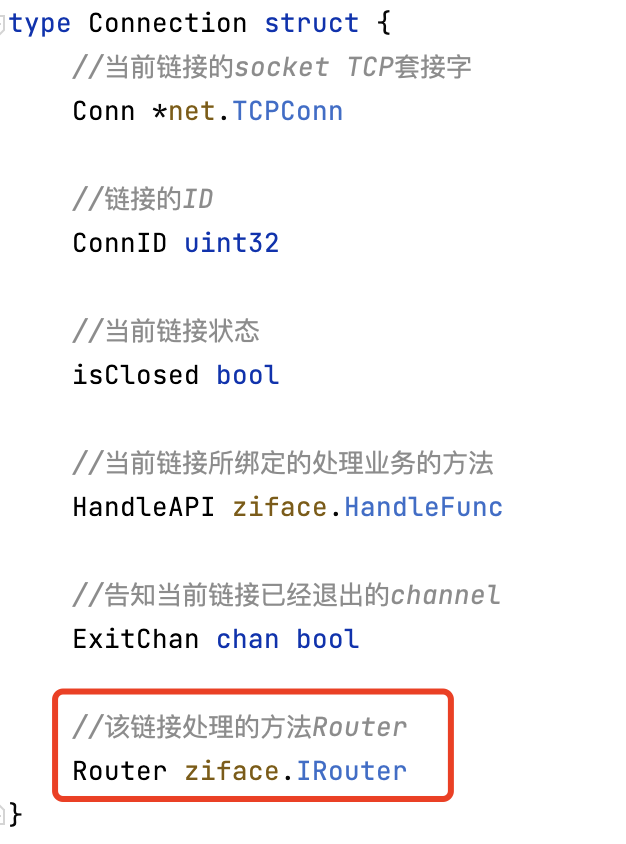 type Connection struct {
//当前链接的socket TCP套接字
Conn *net.TCPConn
//链接的ID
ConnID uint32
//当前链接状态
isClosed bool
//当前链接所绑定的处理业务的方法
HandleAPI ziface.HandleFunc
//告知当前链接已经退出的channel
ExitChan chan bool
//该链接处理的方法Router
Router ziface.IRouter
}